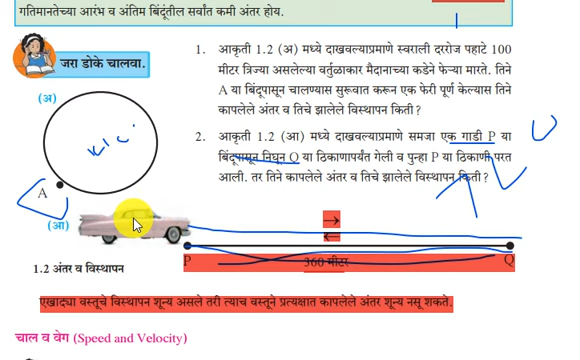 गतिमानतेच्या आरंभ व अंतिम बिंदूंतील सर्वांत कमी अंतर होय.
जरा डोके चालवा.
(अ)
A
1. आकृती 1.2 (अ) मध्ये दाखवल्याप्रमाणे स्वराली दररोज पहाटे 100
मीटर त्रिज्या असलेल्या वर्तुळाकार मैदानाच्या कडेने फेऱ्या मारते. तिने
A या बिंदूपासून चालण्यास सुरूवात करून एक फेरी पूर्ण केल्यास तिने
कापलेले अंतर व तिचे झालेले विस्थापन किती?
2. आकृती 1.2 (आ) मध्ये दाखवल्याप्रमाणे समजा एक गाडी P या
बिंदूपासून निघून Q या ठिकाणापर्यंत गेली व पुन्हा P या ठिकाणी परत
आली. तर तिने कापलेले अंतर व तिचे झालेले विस्थापन किती?
(आ)
→
←
P 360 मीटर Q
1.2 अंतर व विस्थापन
एखाद्या वस्तूचे विस्थापन शून्य असले तरी त्याच वस्तूने प्रत्यक्षात कापलेले अंतर शून्य नसू शकते.
चाल व वेग (Speed and Velocity)